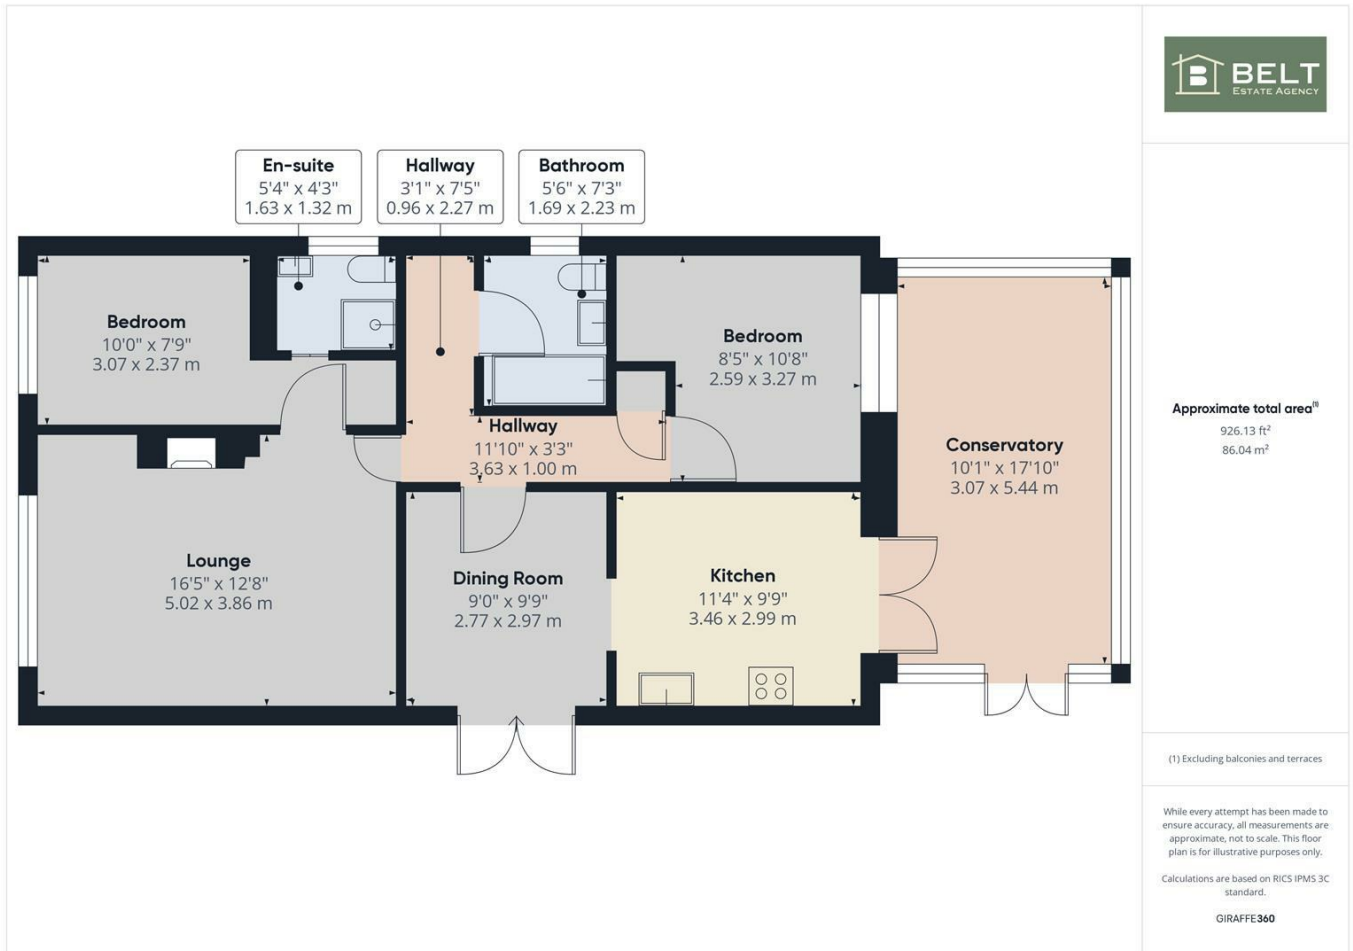 B BELT
ESTATE AGENCY
En-suite
5'4" x 4'3"
1.63 x 1.32 m
Hallway
3'1" x 7'5"
0.96 x 2.27 m
Bathroom
5'6" x 7'3"
1.69 x 2.23 m
Bedroom
10'0" x 7'9"
3.07 x 2.37 m
Bedroom
8'5" x 10'8"
2.59 x 3.27 m
Hallway
11'10" x 3'3"
3.63 x 1.00 m
Conservatory
10'1" x 17'10"
3.07 x 5.44 m
Lounge
16'5" x 12'8"
5.02 x 3.86 m
Dining Room
9'0" x 9'9"
2.77 x 2.97 m
Kitchen
11'4" x 9'9"
3.46 x 2.99 m
Approximate total area⁽¹⁾
926.13 ft²
86.04 m²
(1) Excluding balconies and terraces
While every attempt has been made to
ensure accuracy, all measurements are
approximate, not to scale. This floor
plan is for illustrative purposes only.
Calculations are based on RICS IPMS 3C
standard.
GIRAFFE360